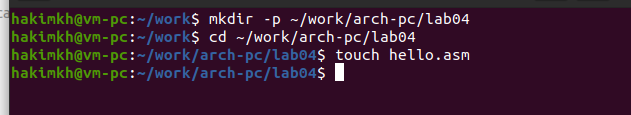 hakimkh@vm-pc:~/work$ mkdir -p ~/work/arch-pc/lab04
hakimkh@vm-pc:~/work$ cd ~/work/arch-pc/lab04
hakimkh@vm-pc:~/work/arch-pc/lab04$ touch hello.asm
hakimkh@vm-pc:~/work/arch-pc/lab04$